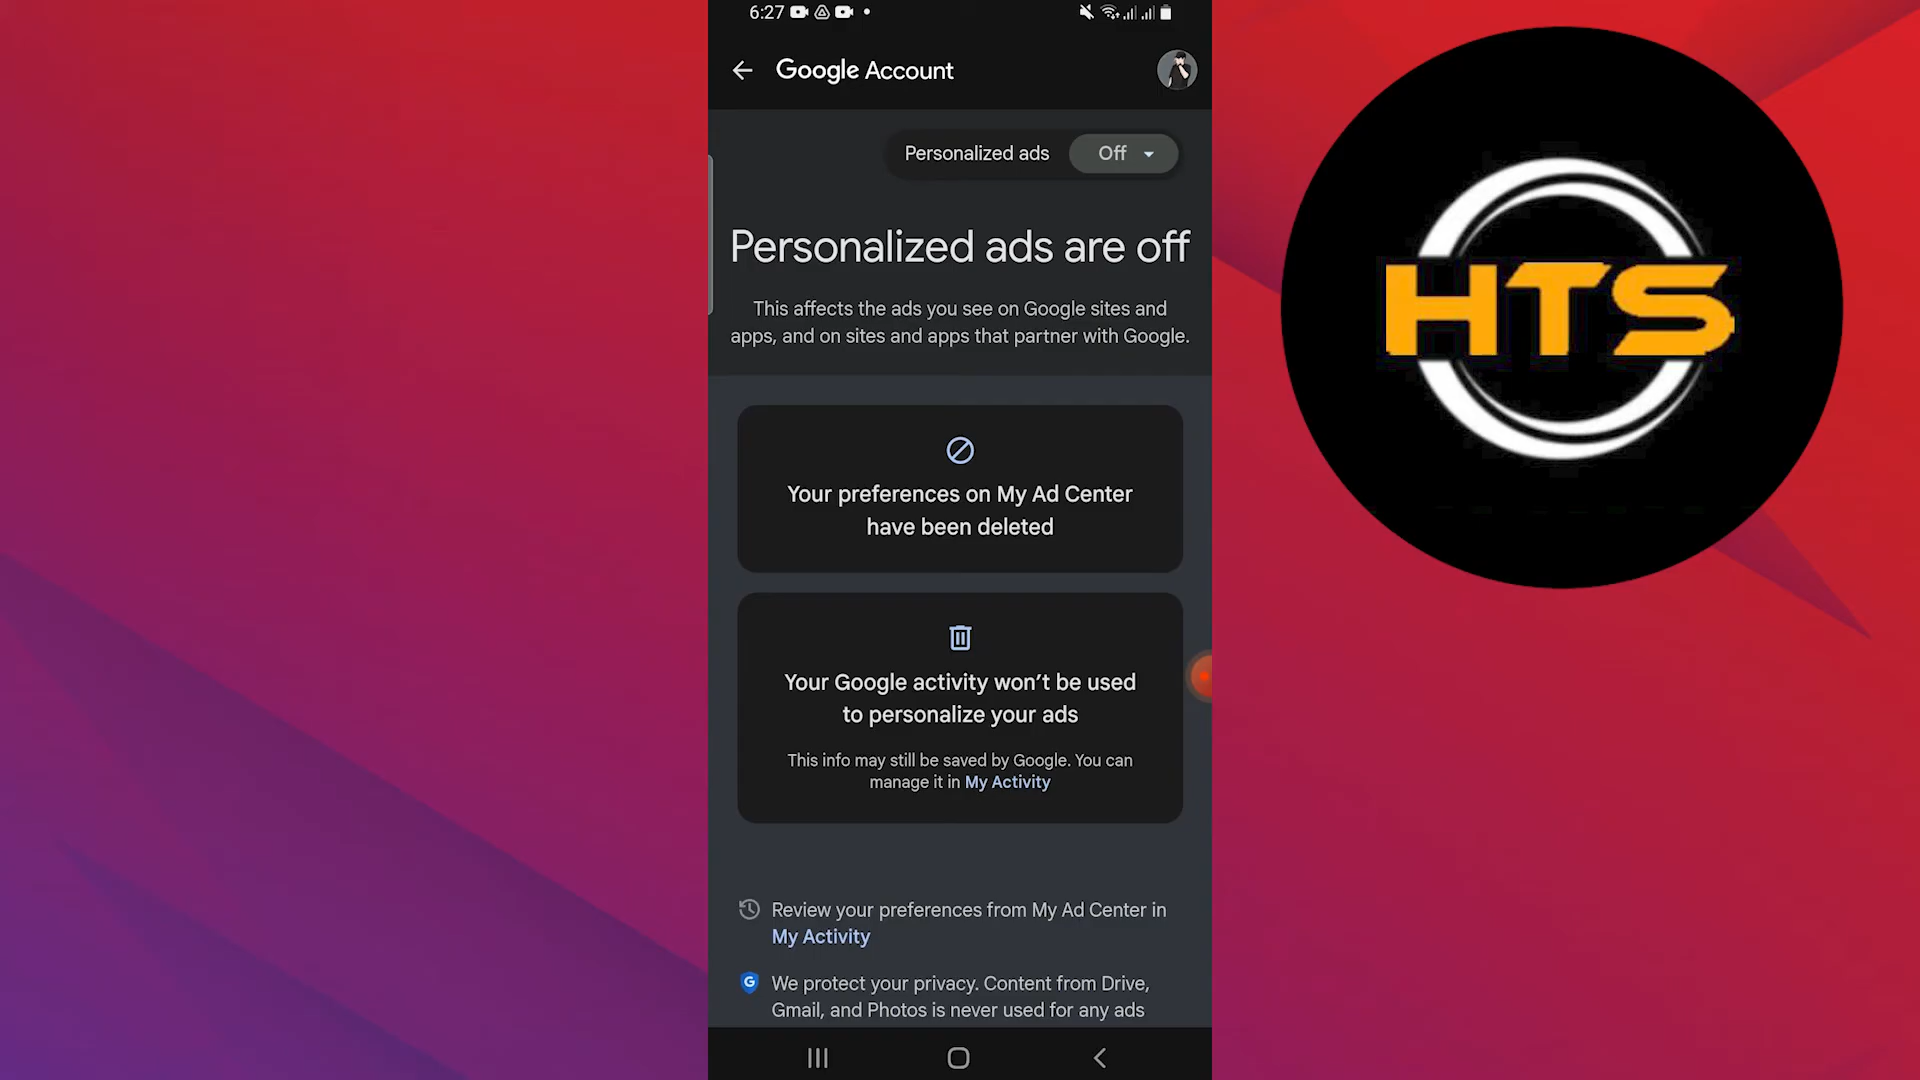 6:27
Google Account
Personalized ads Off
Personalized ads are off
This affects the ads you see on Google sites and
apps, and on sites and apps that partner with Google.
Your preferences on My Ad Center
have been deleted
Your Google activity won't be used
to personalize your ads
This info may still be saved by Google. You can
manage it in My Activity
Review your preferences from My Ad Center in
My Activity
We protect your privacy. Content from Drive,
Gmail, and Photos is never used for any ads
HTS